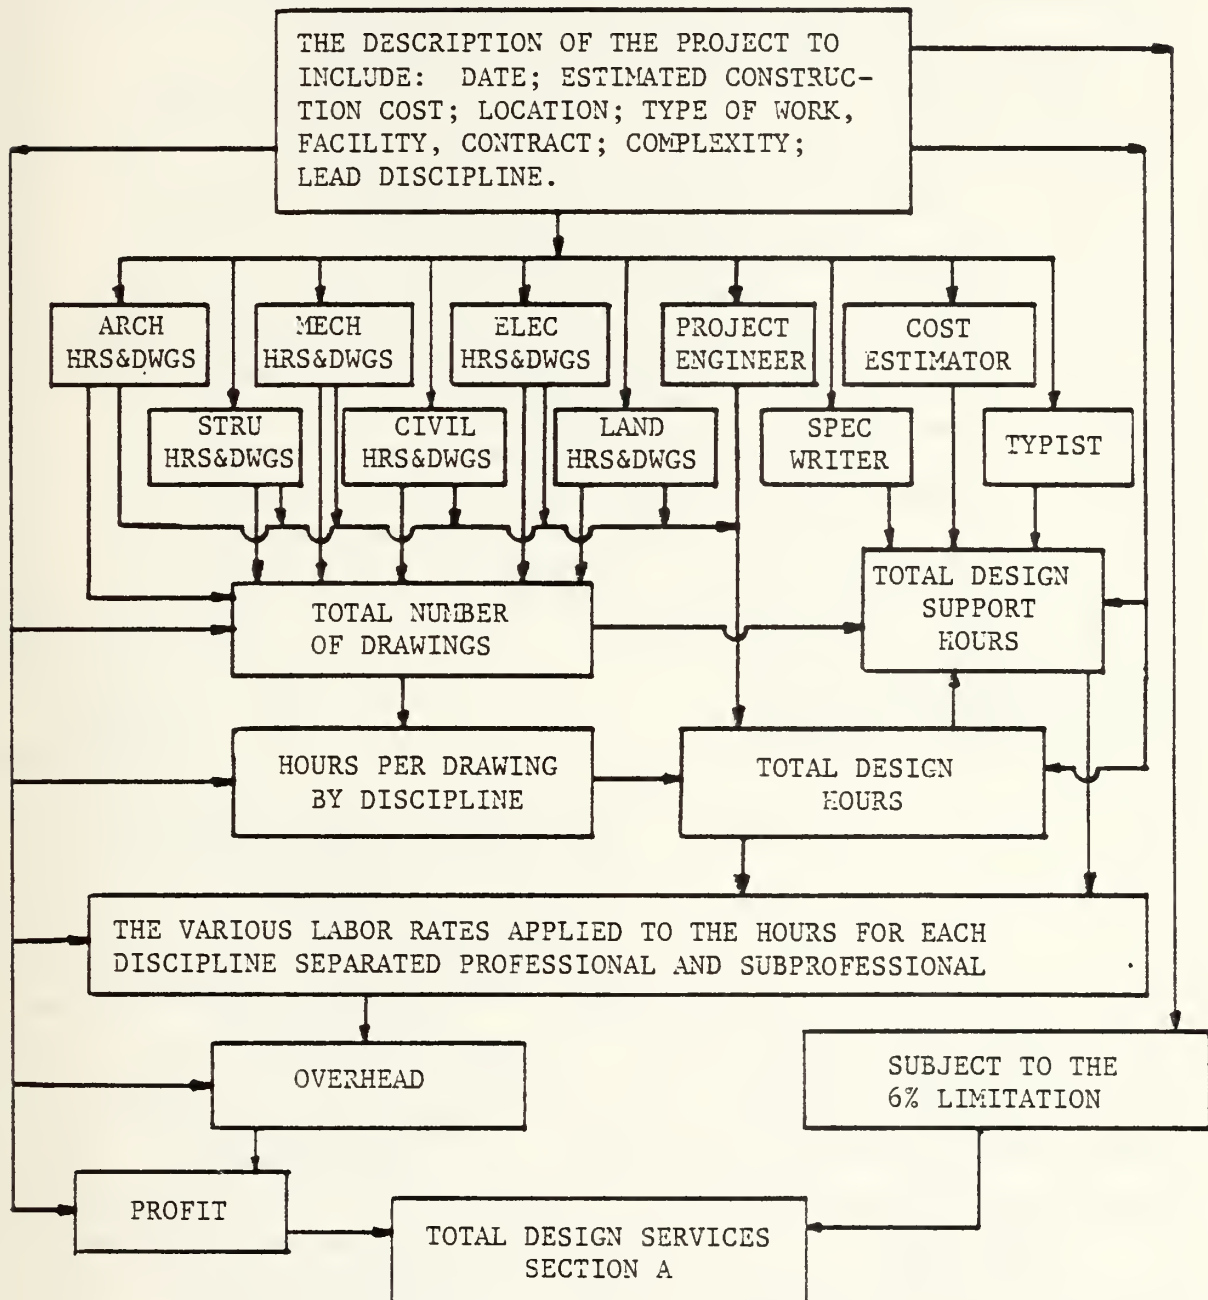 THE DESCRIPTION OF THE PROJECT TO
INCLUDE: DATE; ESTIMATED CONSTRUC-
TION COST; LOCATION; TYPE OF WORK,
FACILITY, CONTRACT; COMPLEXITY;
LEAD DISCIPLINE.
ARCH
HRS&DWGS
MECH
HRS&DWGS
ELEC
HRS&DWGS
PROJECT
ENGINEER
COST
ESTIMATOR
STRU
HRS&DWGS
CIVIL
HRS&DWGS
LAND
HRS&DWGS
SPEC
WRITER
TYPIST
TOTAL NUMBER
OF DRAWINGS
TOTAL DESIGN
SUPPORT
HOURS
HOURS PER DRAWING
BY DISCIPLINE
TOTAL DESIGN
HOURS
THE VARIOUS LABOR RATES APPLIED TO THE HOURS FOR EACH
DISCIPLINE SEPARATED PROFESSIONAL AND SUBPROFESSIONAL
OVERHEAD
SUBJECT TO THE
6% LIMITATION
PROFIT
TOTAL DESIGN SERVICES
SECTION A